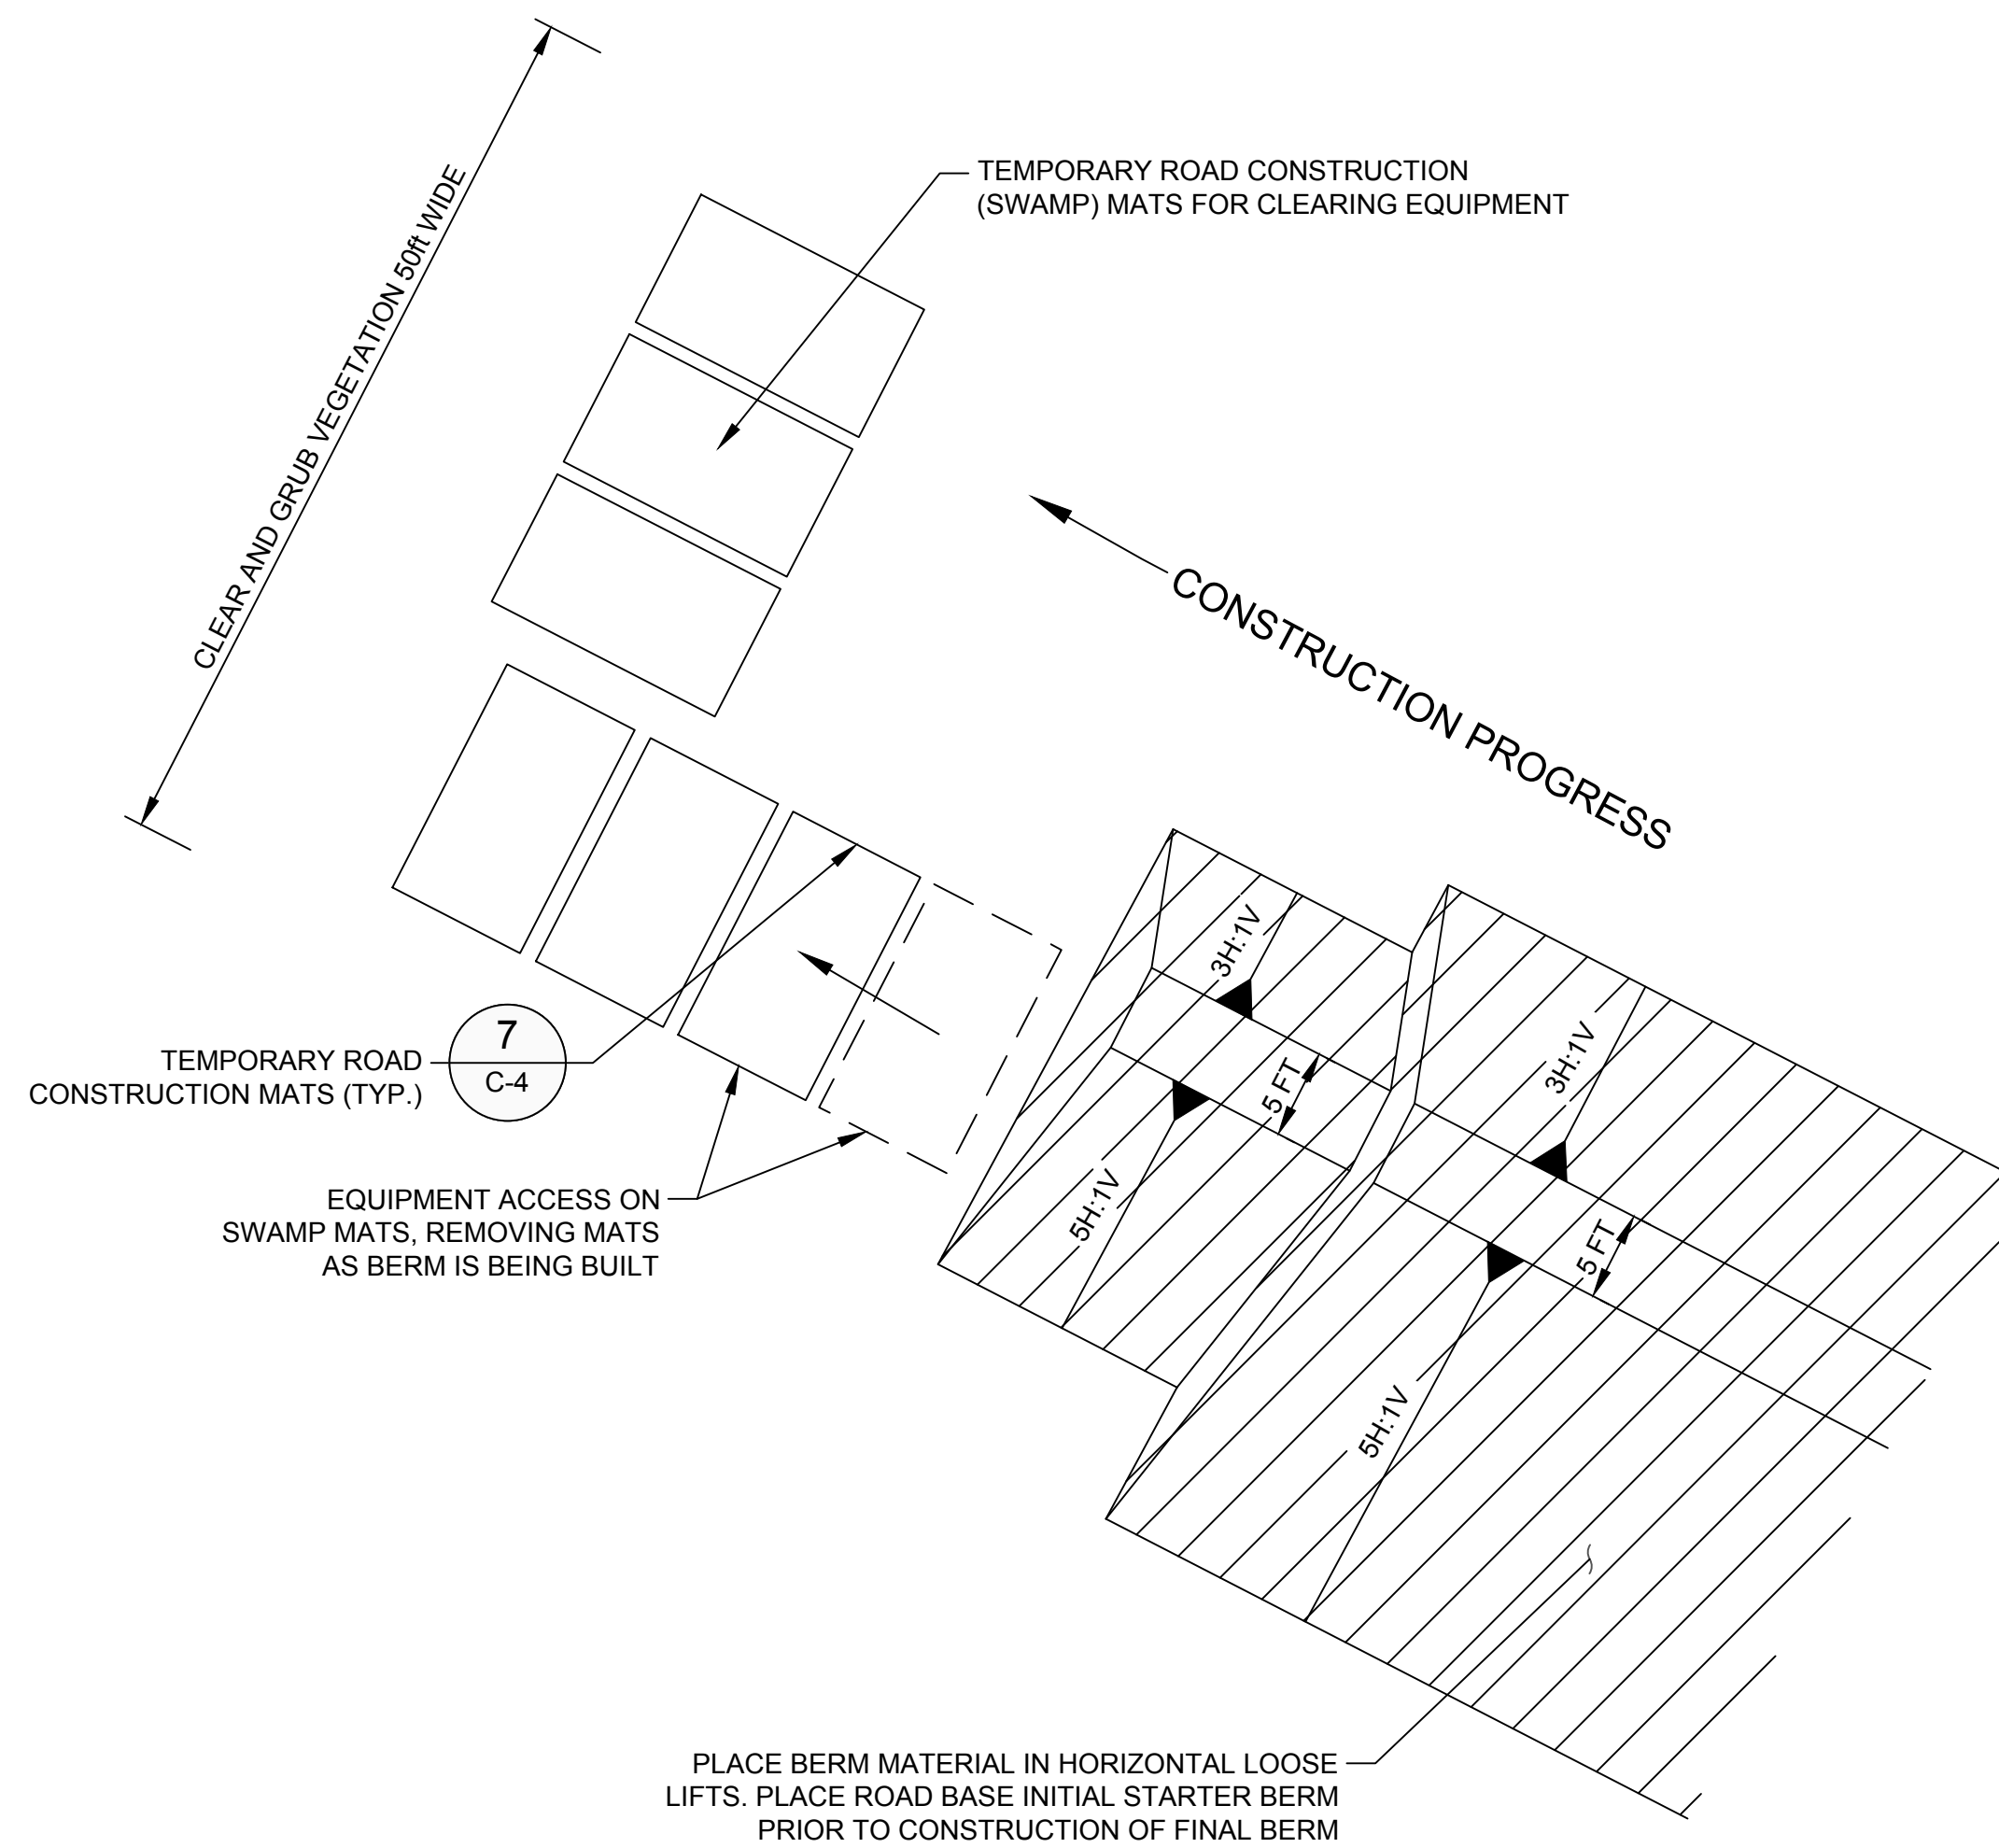 CLEAR AND GRUB VEGETATION 50ft WIDE
TEMPORARY ROAD CONSTRUCTION
(SWAMP) MATS FOR CLEARING EQUIPMENT
CONSTRUCTION PROGRESS
3H:1V
5 FT
5H:1V
3H:1V
5 FT
5H:1V
TEMPORARY ROAD
CONSTRUCTION MATS (TYP.)
7
C-4
EQUIPMENT ACCESS ON
SWAMP MATS, REMOVING MATS
AS BERM IS BEING BUILT
PLACE BERM MATERIAL IN HORIZONTAL LOOSE
LIFTS. PLACE ROAD BASE INITIAL STARTER BERM
PRIOR TO CONSTRUCTION OF FINAL BERM